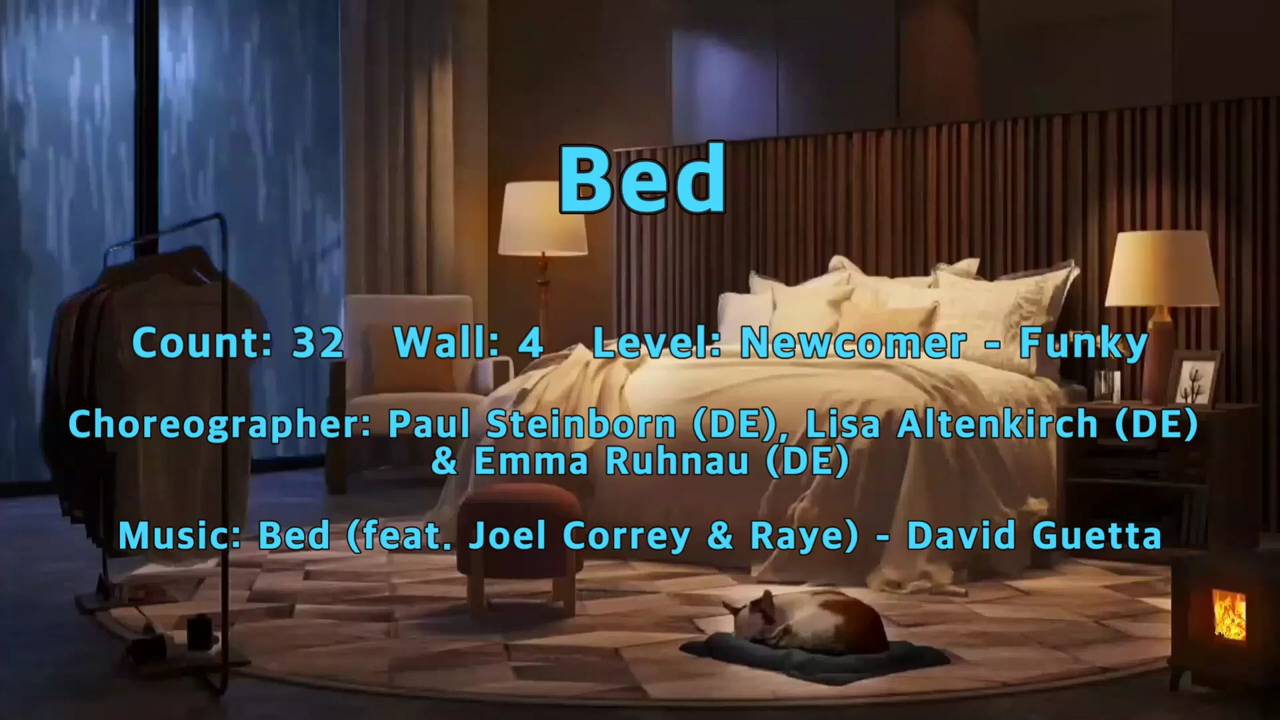 Bed
Count: 32 Wall: 4 Level: Newcomer - Funky
Choreographer: Paul Steinborn (DE), Lisa Altenkirch (DE)
& Emma Ruhnau (DE)
Music: Bed (feat. Joel Correy & Raye) - David Guetta